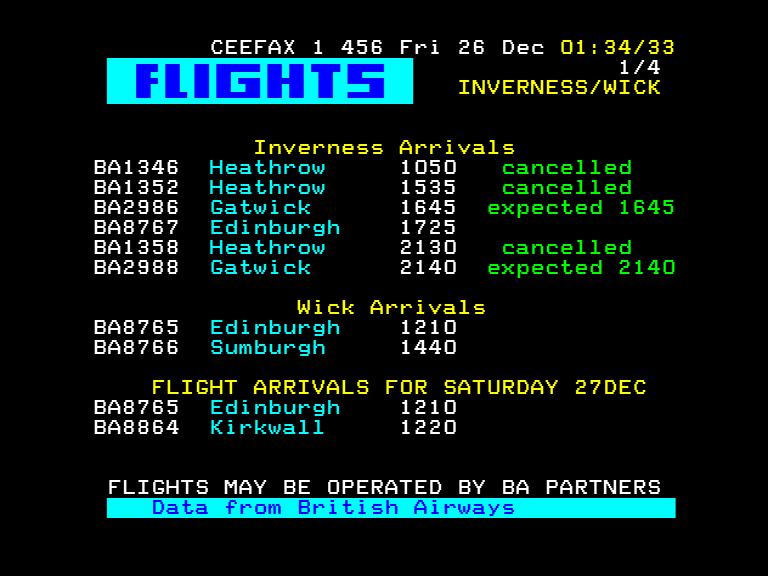 CEEFAX 1 456 Fri 26 Dec 01:34/33
FLIGHTS
1/4
INVERNESS/WICK
Inverness Arrivals
BA1346 Heathrow 1050 cancelled
BA1352 Heathrow 1535 cancelled
BA2986 Gatwick 1645 expected 1645
BA8767 Edinburgh 1725
BA1358 Heathrow 2130 cancelled
BA2988 Gatwick 2140 expected 2140
Wick Arrivals
BA8765 Edinburgh 1210
BA8766 Sumburgh 1440
FLIGHT ARRIVALS FOR SATURDAY 27DEC
BA8765 Edinburgh 1210
BA8864 Kirkwall 1220
FLIGHTS MAY BE OPERATED BY BA PARTNERS
Data from British Airways